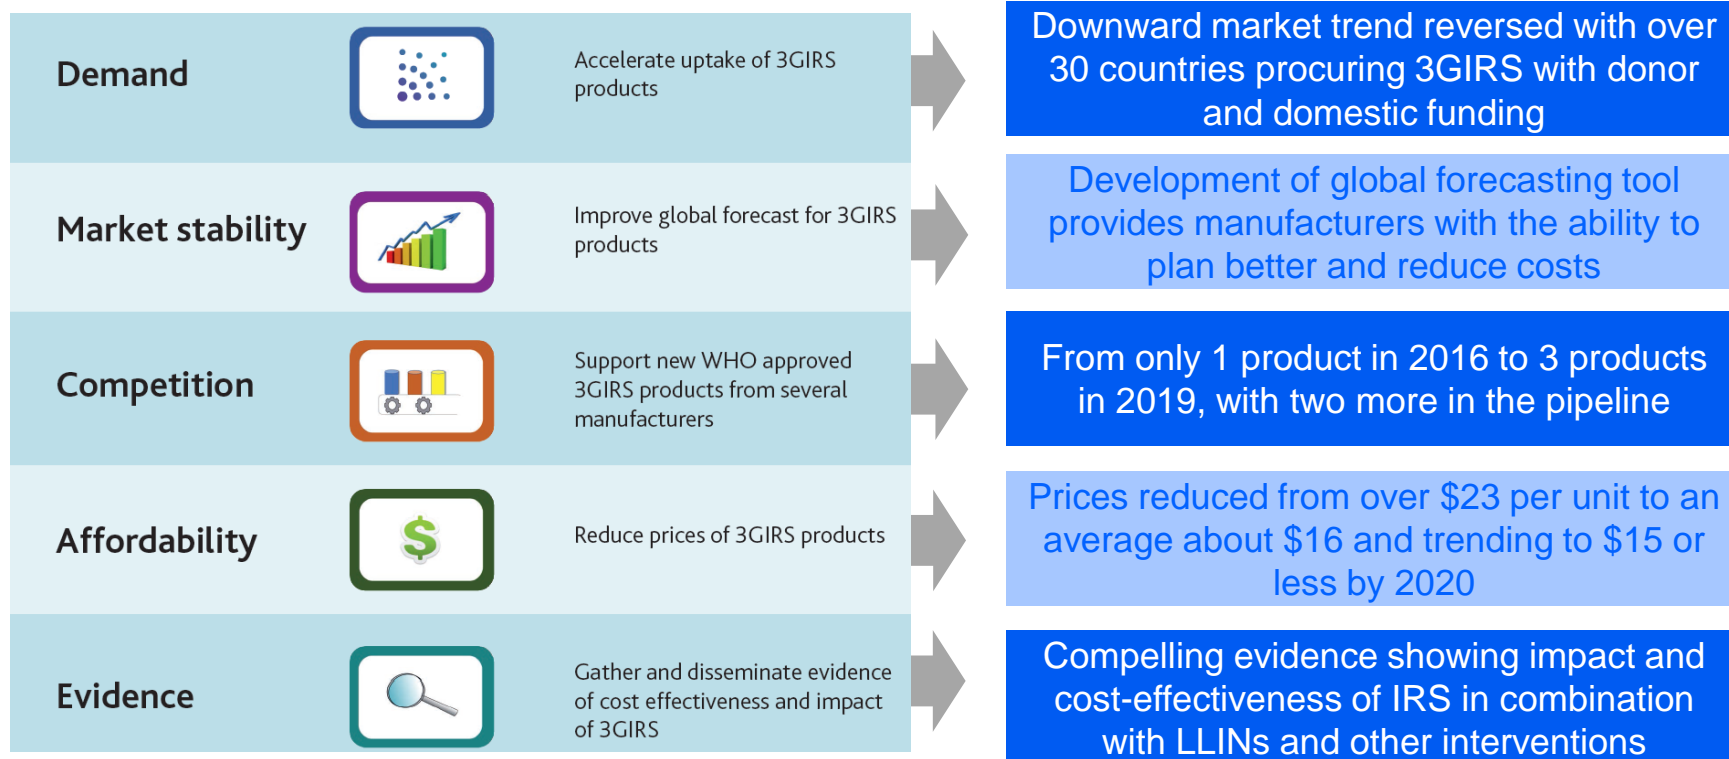 Demand
Accelerate uptake of 3GIRS
products
Downward market trend reversed with over
30 countries procuring 3GIRS with donor
and domestic funding
Market stability
Improve global forecast for 3GIRS
products
Development of global forecasting tool
provides manufacturers with the ability to
plan better and reduce costs
Competition
Support new WHO approved
3GIRS products from several
manufacturers
From only 1 product in 2016 to 3 products
in 2019, with two more in the pipeline
Affordability
$
Reduce prices of 3GIRS products
Prices reduced from over $23 per unit to an
average about $16 and trending to $15 or
less by 2020
Evidence
Gather and disseminate evidence
of cost effectiveness and impact
of 3GIRS
Compelling evidence showing impact and
cost-effectiveness of IRS in combination
with LLINs and other interventions